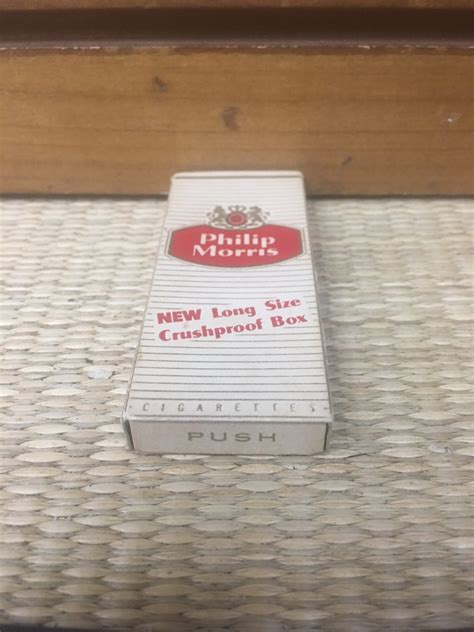 Philip
Morris
NEW Long Size
Crushproof Box
CIGARETTES
PUSH